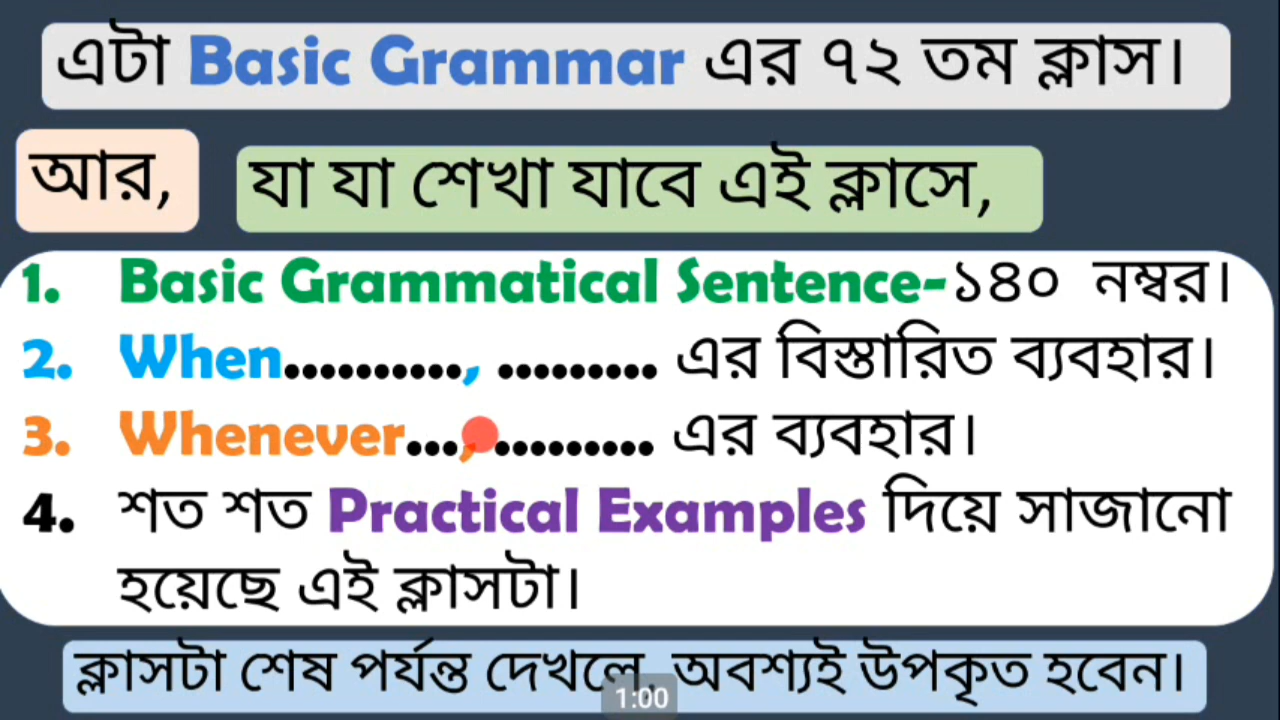 এটা Basic Grammar এর ৭২ তম ক্লাস।
আর, যা যা শেখা যাবে এই ক্লাসে,
1. Basic Grammatical Sentence-১৪০ নম্বর।
2. When.........., ......... এর বিস্তারিত ব্যবহার।
3. Whenever...,.......... এর ব্যবহার।
4. শত শত Practical Examples দিয়ে সাজানো
হয়েছে এই ক্লাসটা।
ক্লাসটা শেষ পর্যন্ত দেখলে, অবশ্যই উপকৃত হবেন।
1:00